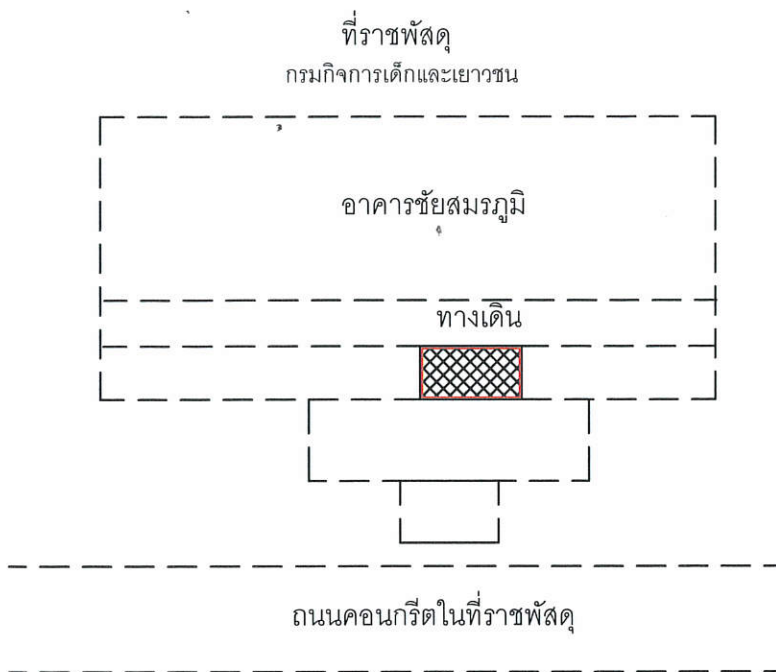 ที่ราชพัสดุ
กรมกิจการเด็กและเยาวชน
อาคารชัยสมรภูมิ
ทางเดิน
ถนนคอนกรีตในที่ราชพัสดุ